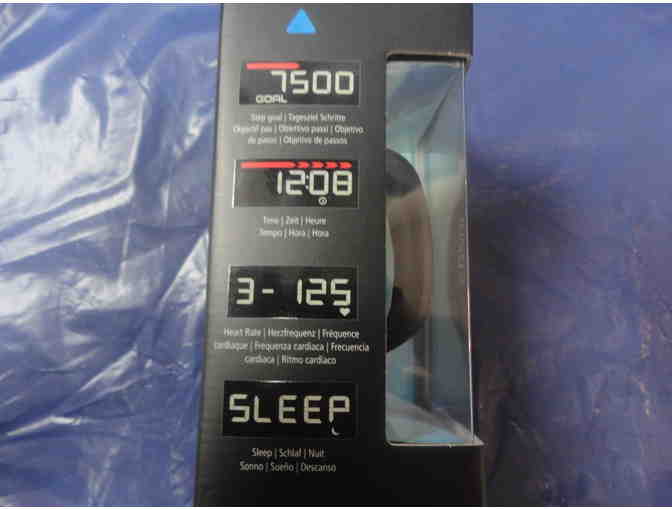 7500
GOAL
Step goal | Tagesziel Schritte
Objectif pas | Obiettivo passi | Objetivo
de pasos | Objetivo de passos
12:08
Time | Zeit | Heure
Tempo | Hora | Hora
3 - 125
Heart Rate | Herzfrequenz | Fréquence
cardiaque | Frequenza cardiaca | Frecuencia
cardiaca | Ritmo cardíaco
SLEEP
Sleep | Schlaf | Nuit
Sonno | Sueño | Descanso